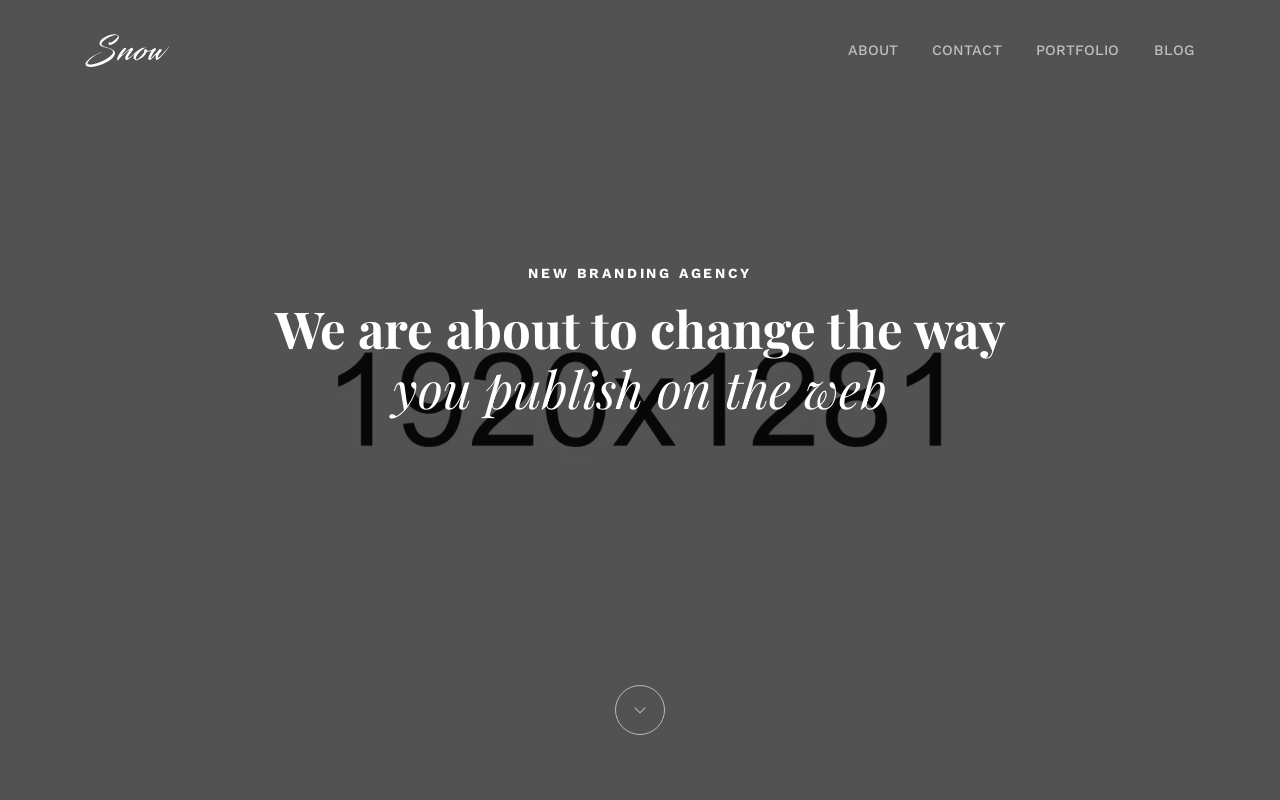 Snow
ABOUT CONTACT PORTFOLIO BLOG
NEW BRANDING AGENCY
We are about to change the way
you publish on the web
1920x1281